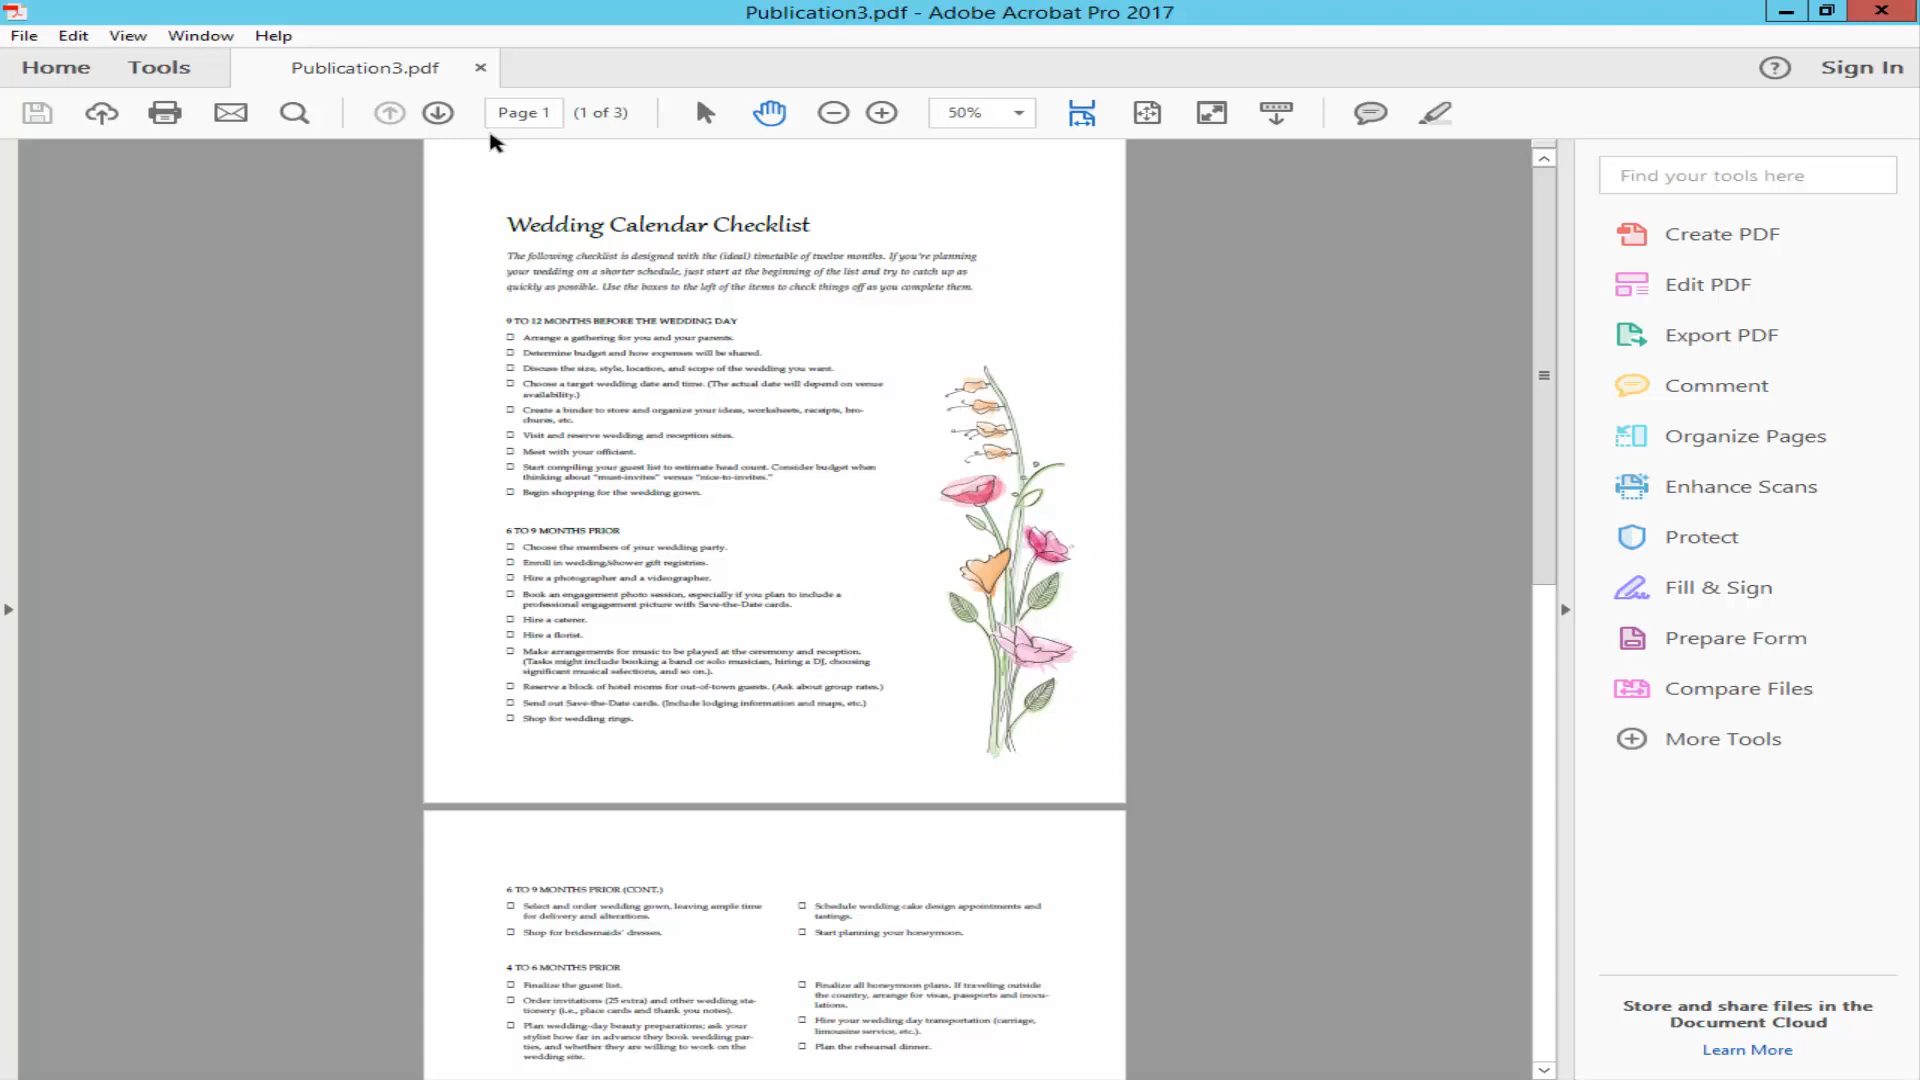 Publication3.pdf - Adobe Acrobat Pro 2017
File Edit View Window Help
Home Tools Publication3.pdf × Sign In
Page 1 (1 of 3) 50%
Wedding Calendar Checklist
The following checklist is designed with the (ideal) timetable of twelve months. If you're planning
your wedding on a shorter schedule, just start at the beginning of the list and try to catch up as
quickly as possible. Use the boxes to the left of the items to check things off as you complete them.
9 TO 12 MONTHS BEFORE THE WEDDING DAY
Arrange a gathering for you and your parents.
Determine budget and how expenses will be shared.
Discuss the size, style, location, and scope of the wedding you want.
Choose a target wedding date and time. (The actual date will depend on venue
availability.)
Create a binder to store and organize your ideas, worksheets, receipts, bro-
chures, etc.
Visit and reserve wedding and reception sites.
Meet with your officiant.
Start compiling your guest list to estimate head count. Consider budget when
thinking about "must-invites" versus "nice-to-invites."
Begin shopping for the wedding gown.
6 TO 9 MONTHS PRIOR
Choose the members of your wedding party.
Enroll in wedding/shower gift registries.
Hire a photographer and a videographer.
Book an engagement photo session, especially if you plan to include a
professional engagement picture with Save-the-Date cards.
Hire a caterer.
Hire a florist.
Make arrangements for music to be played at the ceremony and reception.
(Tasks might include booking a band or solo musician, hiring a DJ, choosing
significant musical selections, and so on.).
Reserve a block of hotel rooms for out-of-town guests. (Ask about group rates.)
Send out Save-the-Date cards. (Include lodging information and maps, etc.)
Shop for wedding rings.
6 TO 9 MONTHS PRIOR (CONT.)
Select and order wedding gown, leaving ample time
for delivery and alterations.
Shop for bridesmaids' dresses.
Schedule wedding cake design appointments and
tastings.
Start planning your honeymoon.
4 TO 6 MONTHS PRIOR
Finalize the guest list.
Order invitations (25 extra) and other wedding sta-
tionery (i.e., place cards and thank you notes).
Plan wedding-day beauty preparations; ask your
stylist how far in advance they book wedding par-
ties, and whether they are willing to work on the
wedding site.
Finalize all honeymoon plans. If traveling outside
the country, arrange for visas, passports and inocu-
lations.
Hire your wedding day transportation (carriage,
limousine service, etc.).
Plan the rehearsal dinner.
Find your tools here
Create PDF
Edit PDF
Export PDF
Comment
Organize Pages
Enhance Scans
Protect
Fill & Sign
Prepare Form
Compare Files
More Tools
Store and share files in the
Document Cloud
Learn More